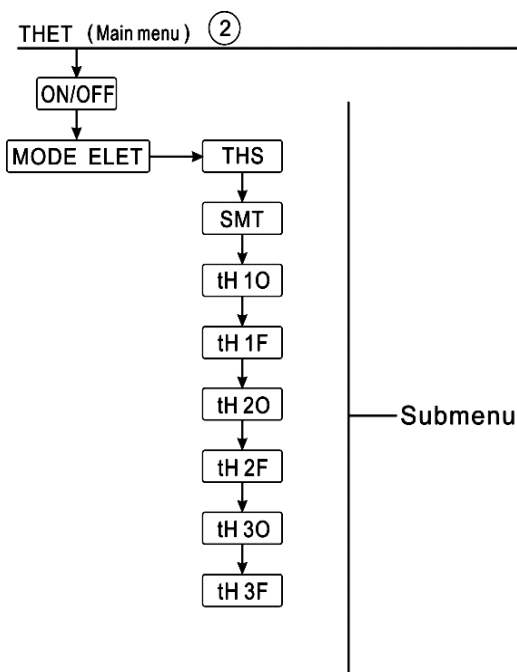 THET (Main menu) 2
ON/OFF
MODE ELET
THS
SMT
tH 1O
tH 1F
tH 2O
tH 2F
tH 3O
tH 3F
Submenu